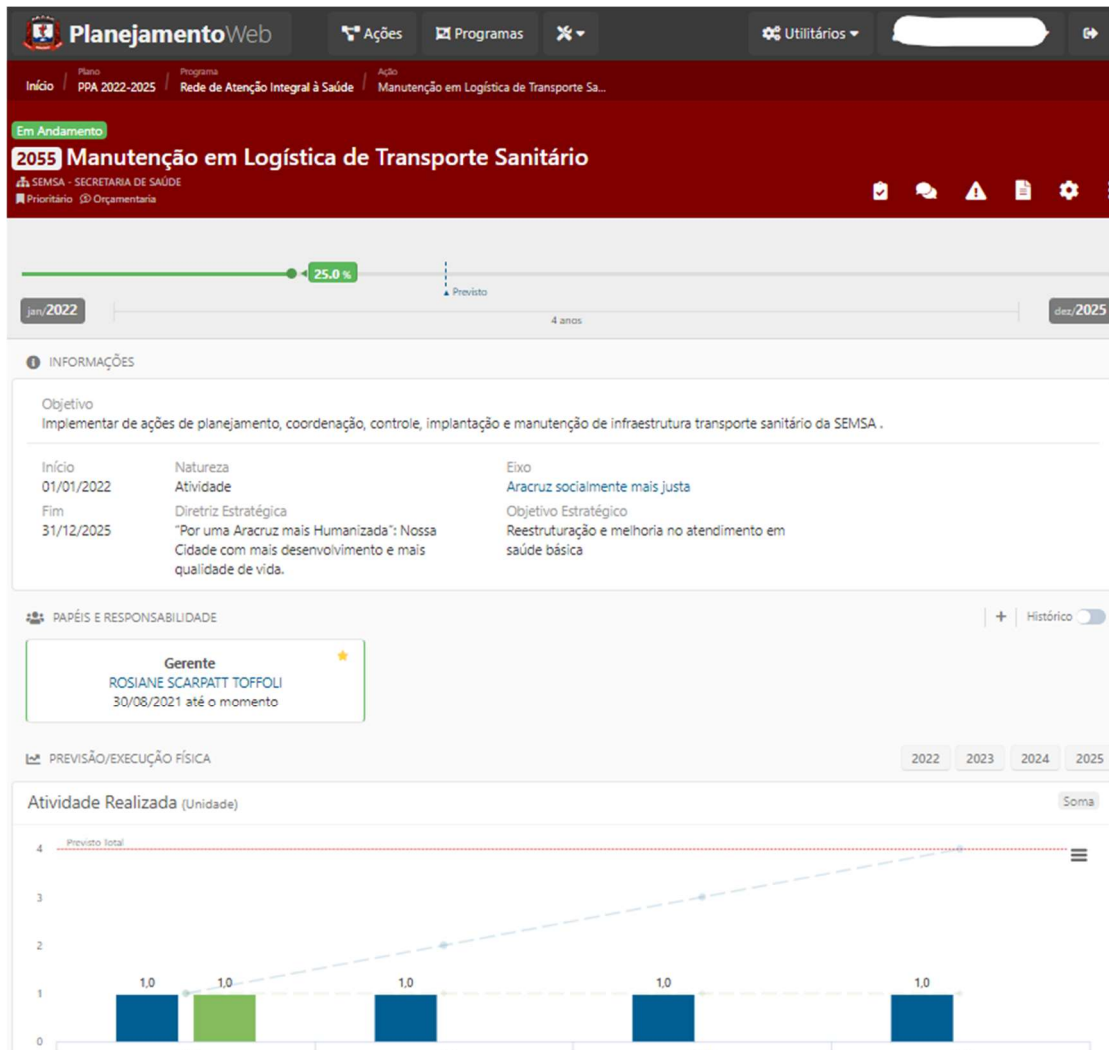 PlanejamentoWeb Ações Programas Utilitários
Plano Programa Ação
Início / PPA 2022-2025 / Rede de Atenção Integral à Saúde / Manutenção em Logística de Transporte Sa...
Em Andamento
2055 Manutenção em Logística de Transporte Sanitário
SEMSA - SECRETARIA DE SAÚDE
Prioritário Orçamentaria
25.0 %
Previsto
jan/2022 dez/2025
4 anos
INFORMAÇÕES
Objetivo
Implementar de ações de planejamento, coordenação, controle, implantação e manutenção de infraestrutura transporte sanitário da SEMSA .
Início Natureza Eixo
01/01/2022 Atividade Aracruz socialmente mais justa
Fim Diretriz Estratégica Objetivo Estratégico
31/12/2025 "Por uma Aracruz mais Humanizada": Nossa Reestruturação e melhoria no atendimento em
Cidade com mais desenvolvimento e mais saúde básica
qualidade de vida.
PAPÉIS E RESPONSABILIDADE + Histórico
Gerente
ROSIANE SCARPATT TOFFOLI
30/08/2021 até o momento
PREVISÃO/EXECUÇÃO FÍSICA 2022 2023 2024 2025
Atividade Realizada (Unidade) Soma
Previsto Total
4
3
2
1,0 1,0 1,0 1,0 1,0
1
0